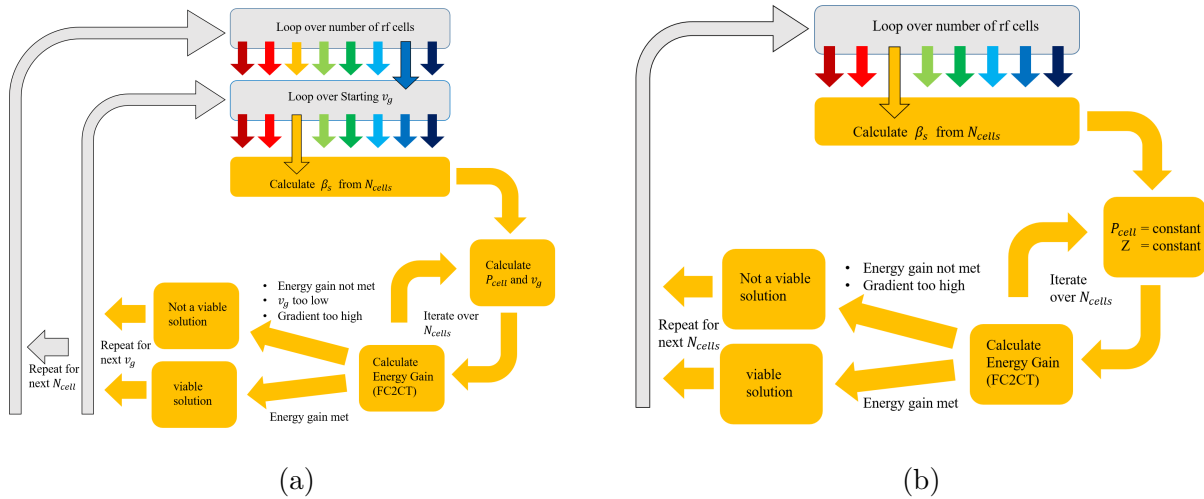 Loop over number of rf cells
Loop over Starting v_g
Calculate β_s from N_cells
Calculate
P_cell and v_g
• Energy gain not met
• v_g too low
• Gradient too high
Iterate over
N_cells
Not a viable
solution
Repeat for
next v_g
Repeat for
next N_cell
Calculate
Energy Gain
(FC2CT)
viable
solution
Energy gain met
(a)
Loop over number of rf cells
Calculate β_s from N_cells
P_cell = constant
Z = constant
• Energy gain not met
• Gradient too high
Iterate
over N_cells
Not a viable
solution
Repeat for
next N_cells
Calculate
Energy Gain
(FC2CT)
viable
solution
Energy gain met
(b)